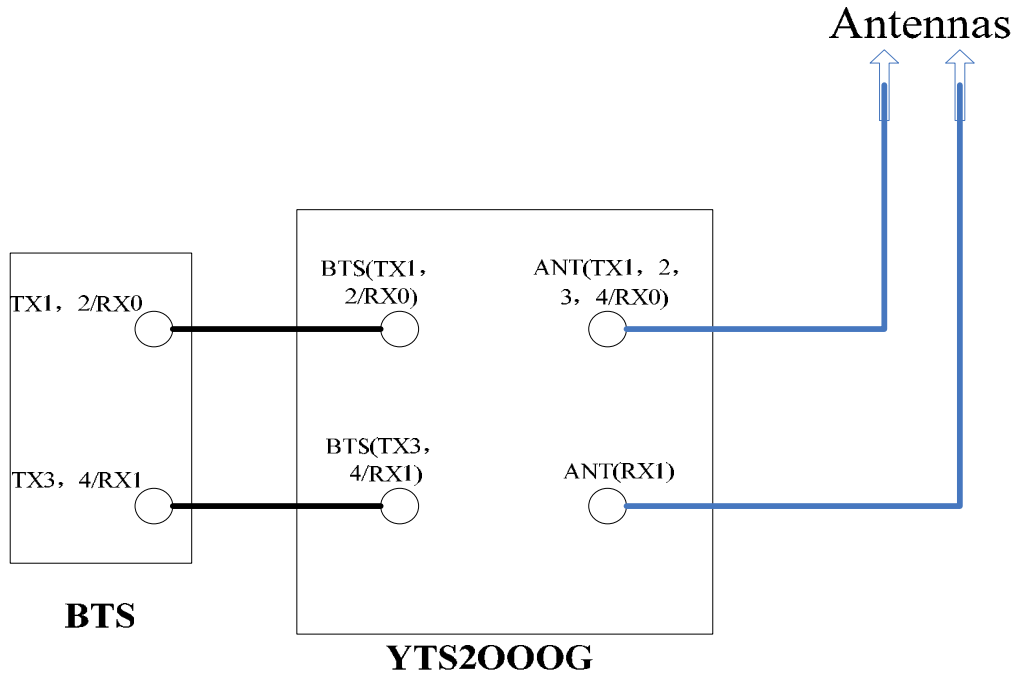 Antennas
BTS(TX1，
2/RX0)
ANT(TX1，2，
3，4/RX0)
TX1，2/RX0
BTS(TX3，
4/RX1)
ANT(RX1)
TX3，4/RX1
BTS
YTS2OOOG